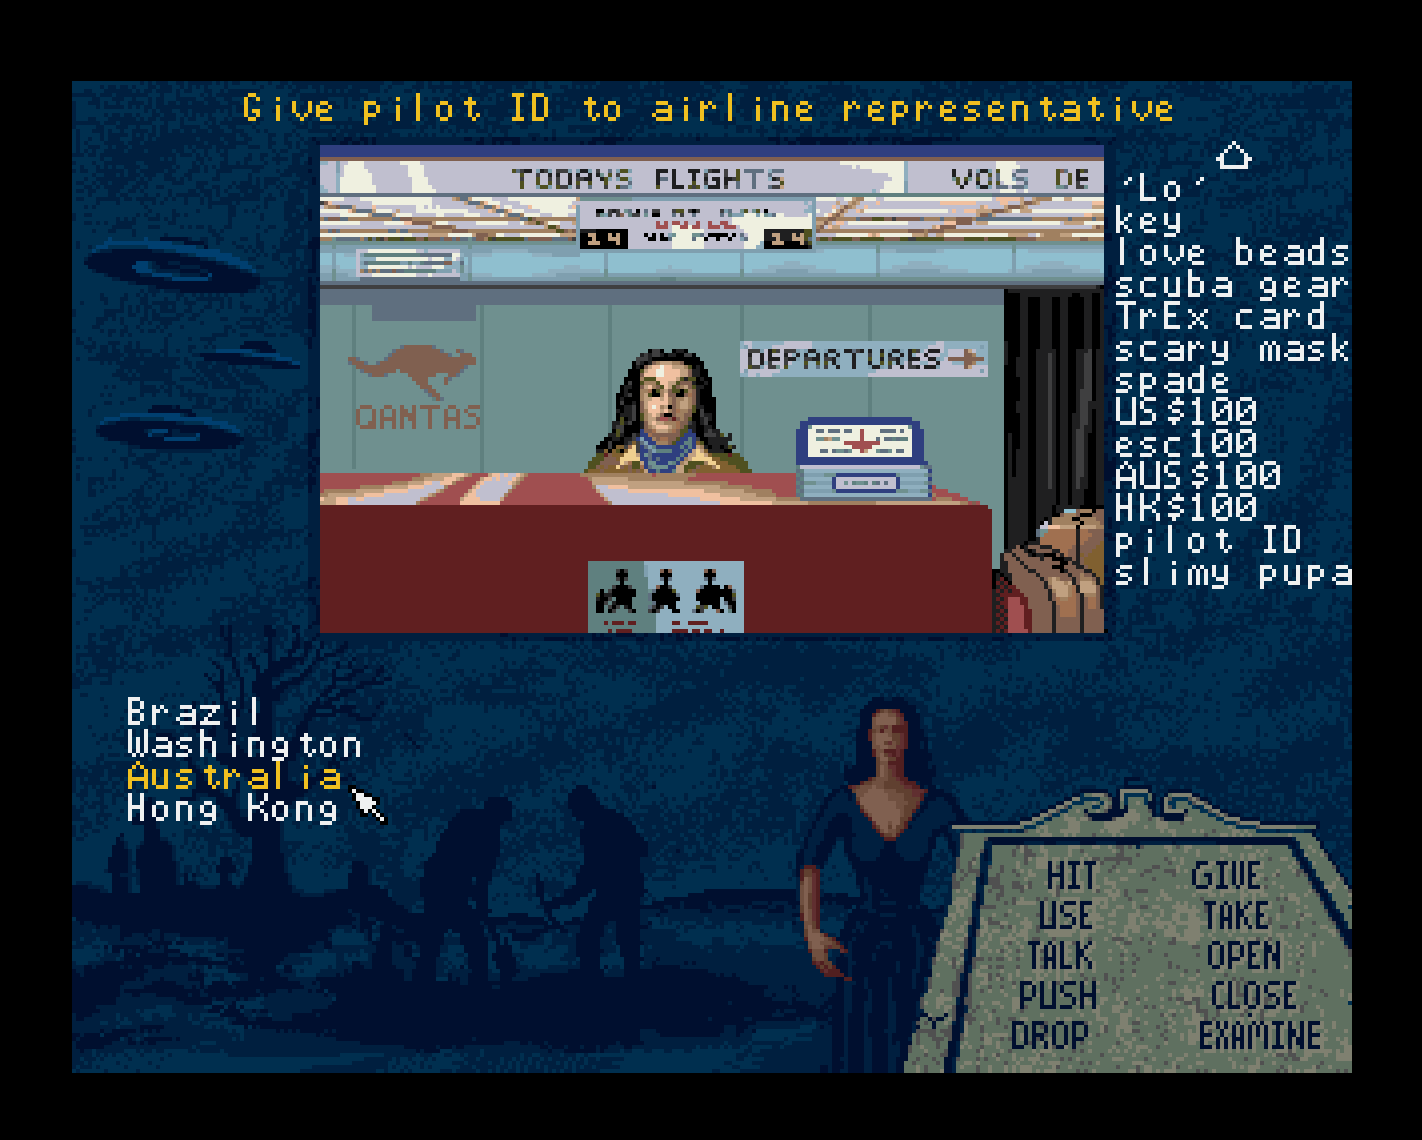 Give pilot ID to airline representative
TODAYS FLIGHTS
VOLS DE
14
14
QANTAS
DEPARTURES
'Lo'
key
love beads
scuba gear
TrEx card
scary mask
spade
US$100
esc100
AUS$100
HK$100
pilot ID
slimy pupa
Brazil
Washington
Australia
Hong Kong
HIT GIVE
USE TAKE
TALK OPEN
PUSH CLOSE
DROP EXAMINE